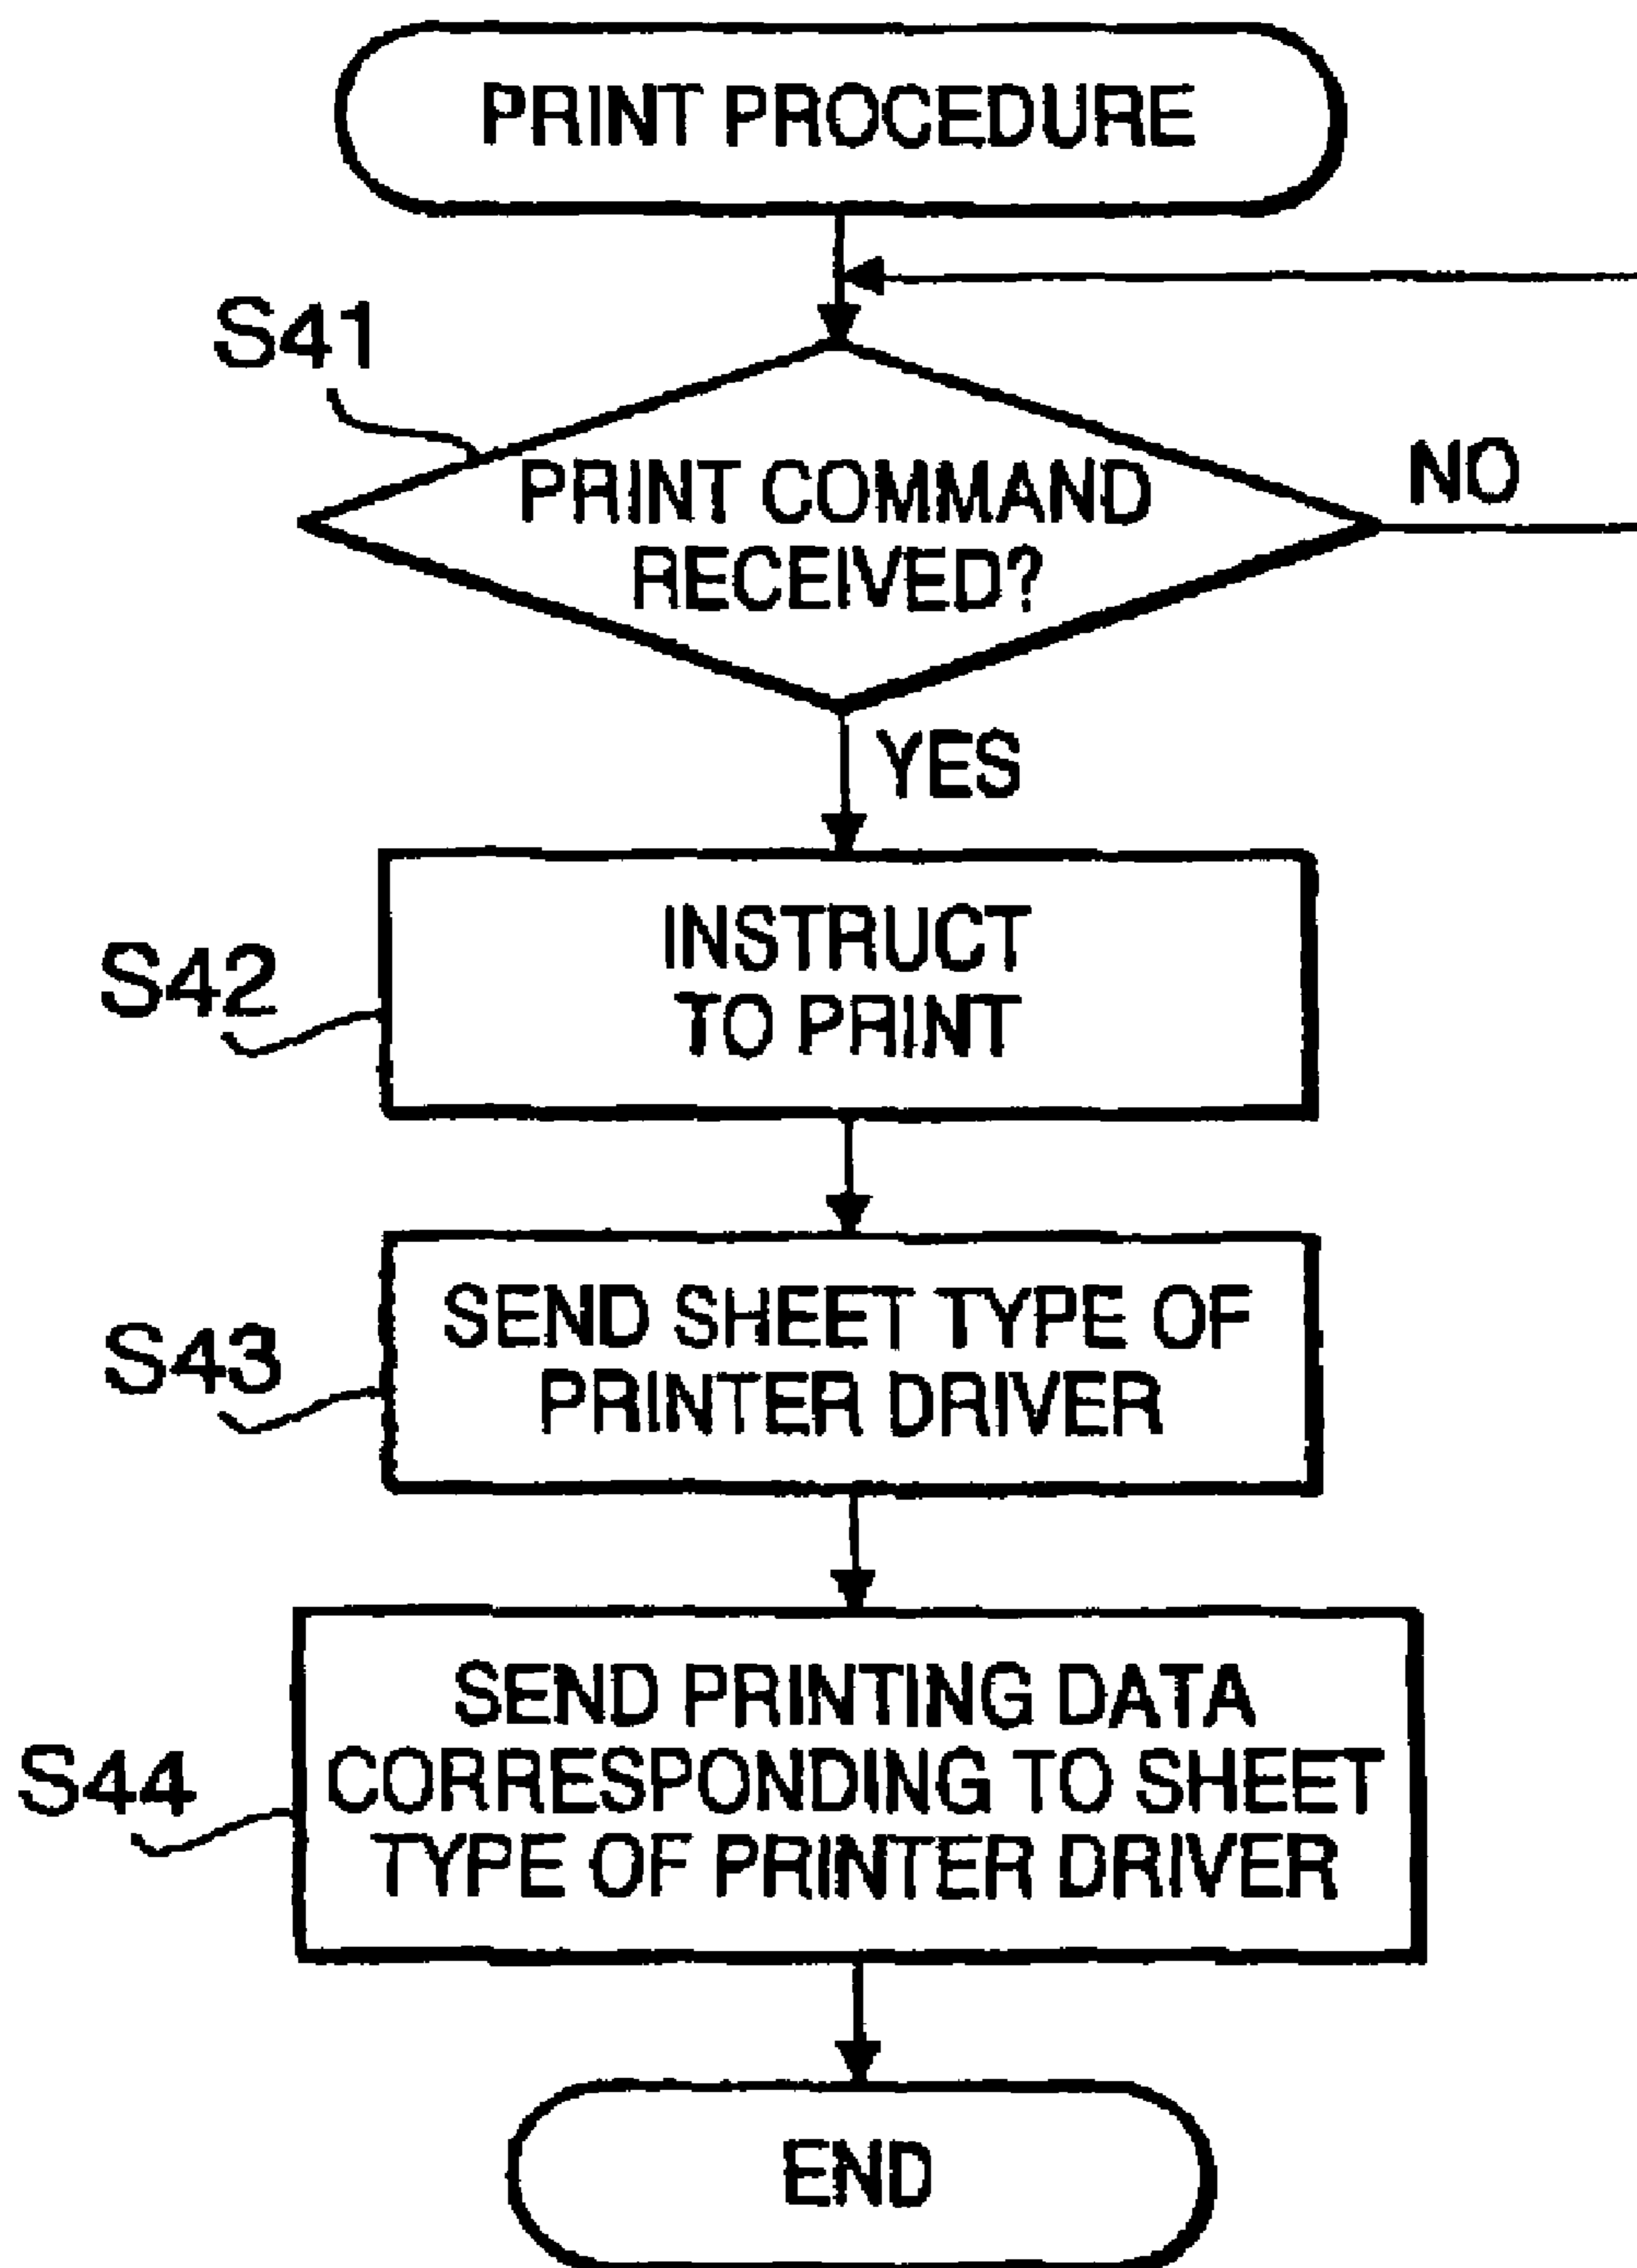 PRINT PROCEDURE
S41
PRINT COMMAND
RECEIVED?
NO
YES
S42
INSTRUCT
TO PRINT
S43
SEND SHEET TYPE OF
PRINTER DRIVER
S44
SEND PRINTING DATA
CORRESPONDING TO SHEET
TYPE OF PRINTER DRIVER
END